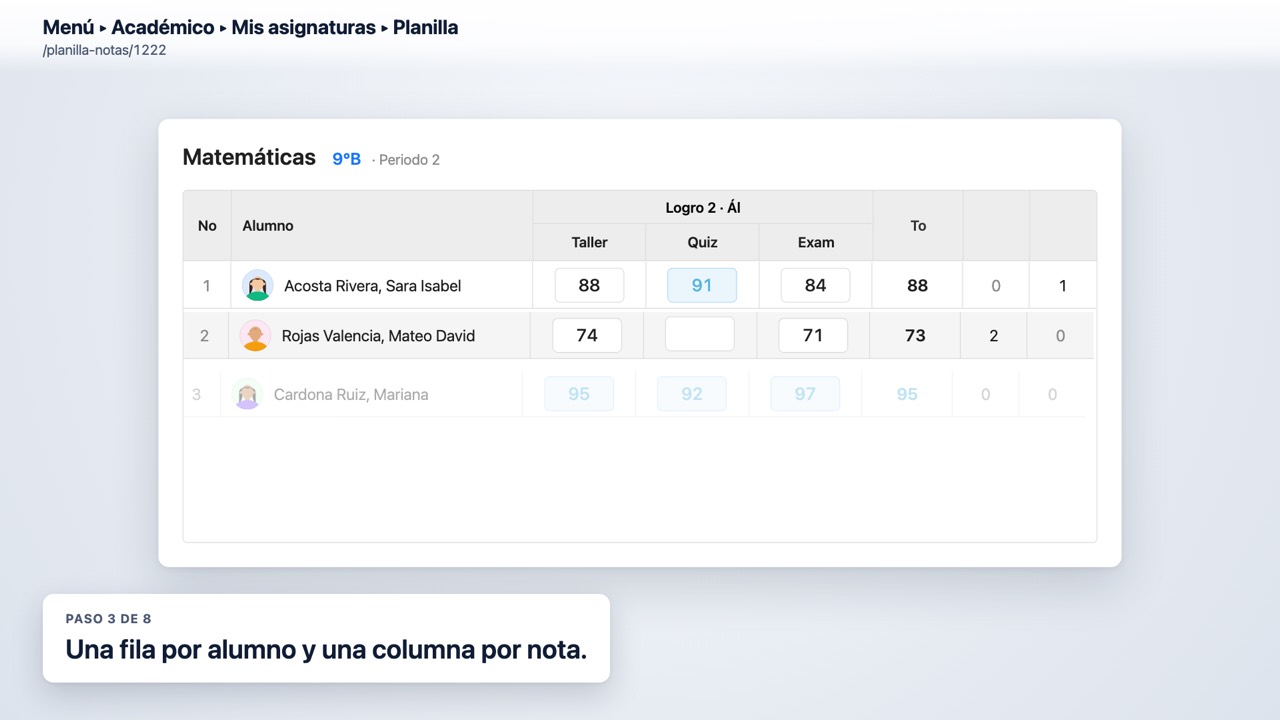 Menú ▸ Académico ▸ Mis asignaturas ▸ Planilla
/planilla-notas/1222
Matemáticas 9°B · Periodo 2
No Alumno Logro 2 · Ál To
Taller Quiz Exam
1 Acosta Rivera, Sara Isabel 88 91 84 88 0 1
2 Rojas Valencia, Mateo David 74 71 73 2 0
3 Cardona Ruiz, Mariana 95 92 97 95 0 0
PASO 3 DE 8
Una fila por alumno y una columna por nota.